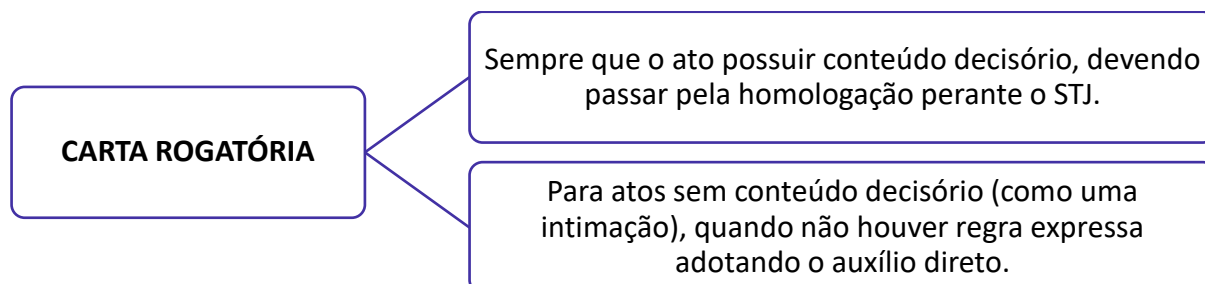 CARTA ROGATÓRIA
Sempre que o ato possuir conteúdo decisório, devendo
passar pela homologação perante o STJ.
Para atos sem conteúdo decisório (como uma
intimação), quando não houver regra expressa
adotando o auxílio direto.